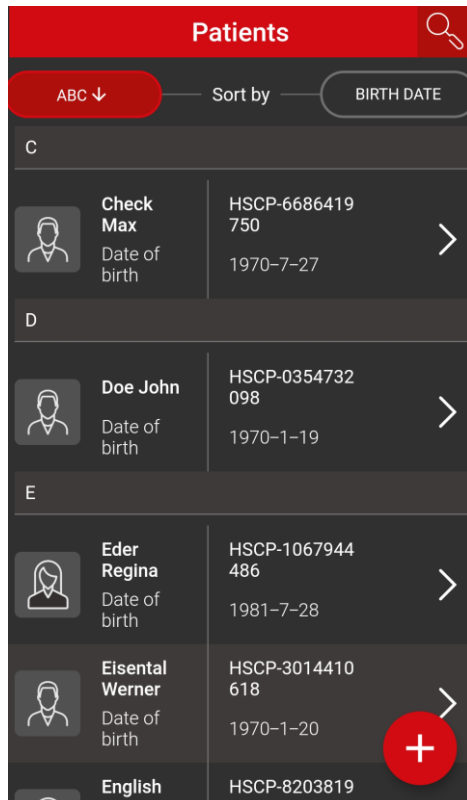 Patients
ABC ↓ Sort by BIRTH DATE
C
Check
Max
HSCP-6686419
750
Date of
birth
1970–7–27
D
Doe John
HSCP-0354732
098
Date of
birth
1970–1–19
E
Eder
Regina
HSCP-1067944
486
Date of
birth
1981–7–28
Eisental
Werner
HSCP-3014410
618
Date of
birth
1970–1–20
English
HSCP-8203819